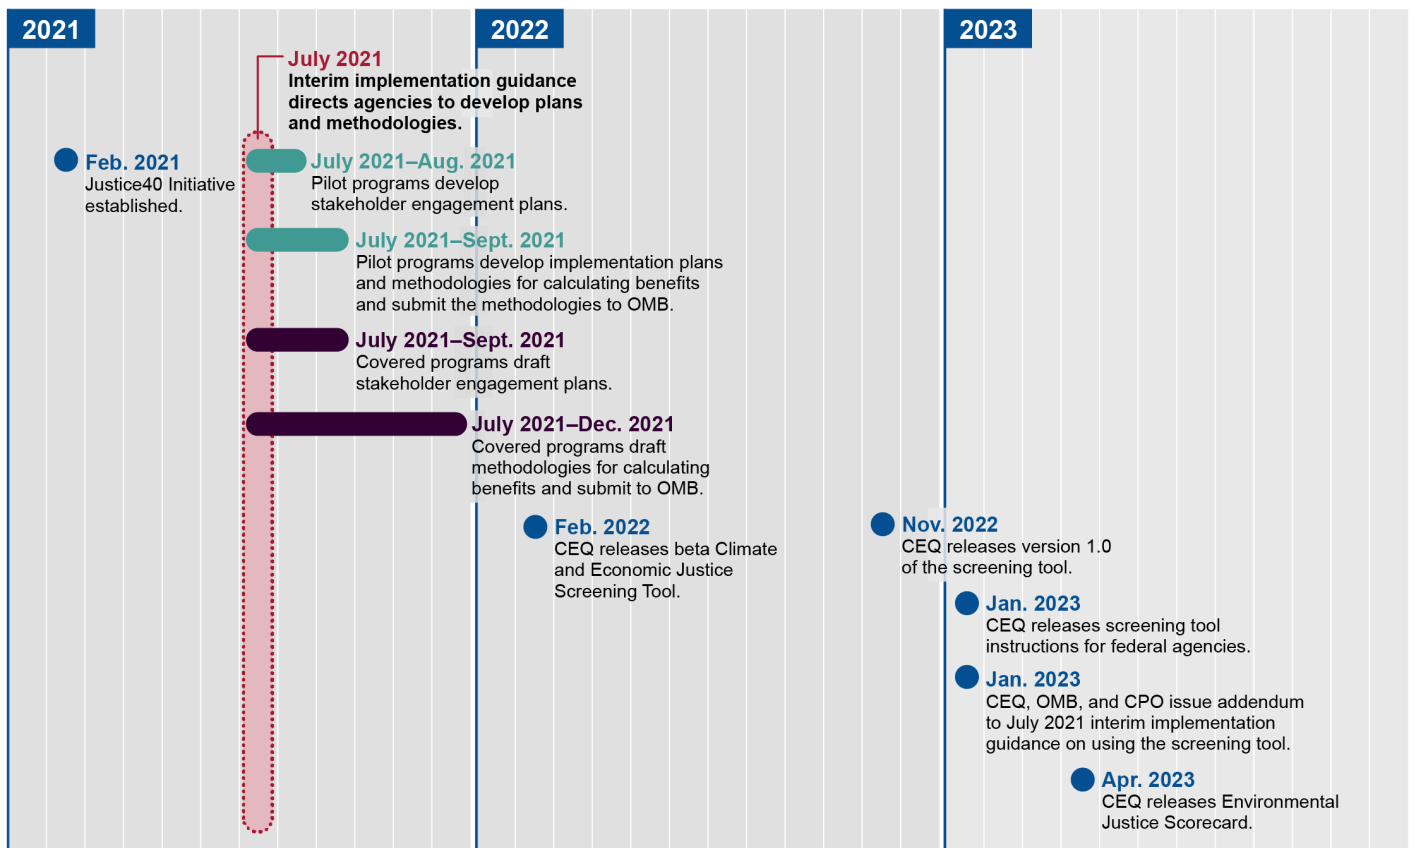 2021
2022
2023
July 2021
Interim implementation guidance
directs agencies to develop plans
and methodologies.
Feb. 2021
Justice40 Initiative
established.
July 2021–Aug. 2021
Pilot programs develop
stakeholder engagement plans.
July 2021–Sept. 2021
Pilot programs develop implementation plans
and methodologies for calculating benefits
and submit the methodologies to OMB.
July 2021–Sept. 2021
Covered programs draft
stakeholder engagement plans.
July 2021–Dec. 2021
Covered programs draft
methodologies for calculating
benefits and submit to OMB.
Feb. 2022
CEQ releases beta Climate
and Economic Justice
Screening Tool.
Nov. 2022
CEQ releases version 1.0
of the screening tool.
Jan. 2023
CEQ releases screening tool
instructions for federal agencies.
Jan. 2023
CEQ, OMB, and CPO issue addendum
to July 2021 interim implementation
guidance on using the screening tool.
Apr. 2023
CEQ releases Environmental
Justice Scorecard.